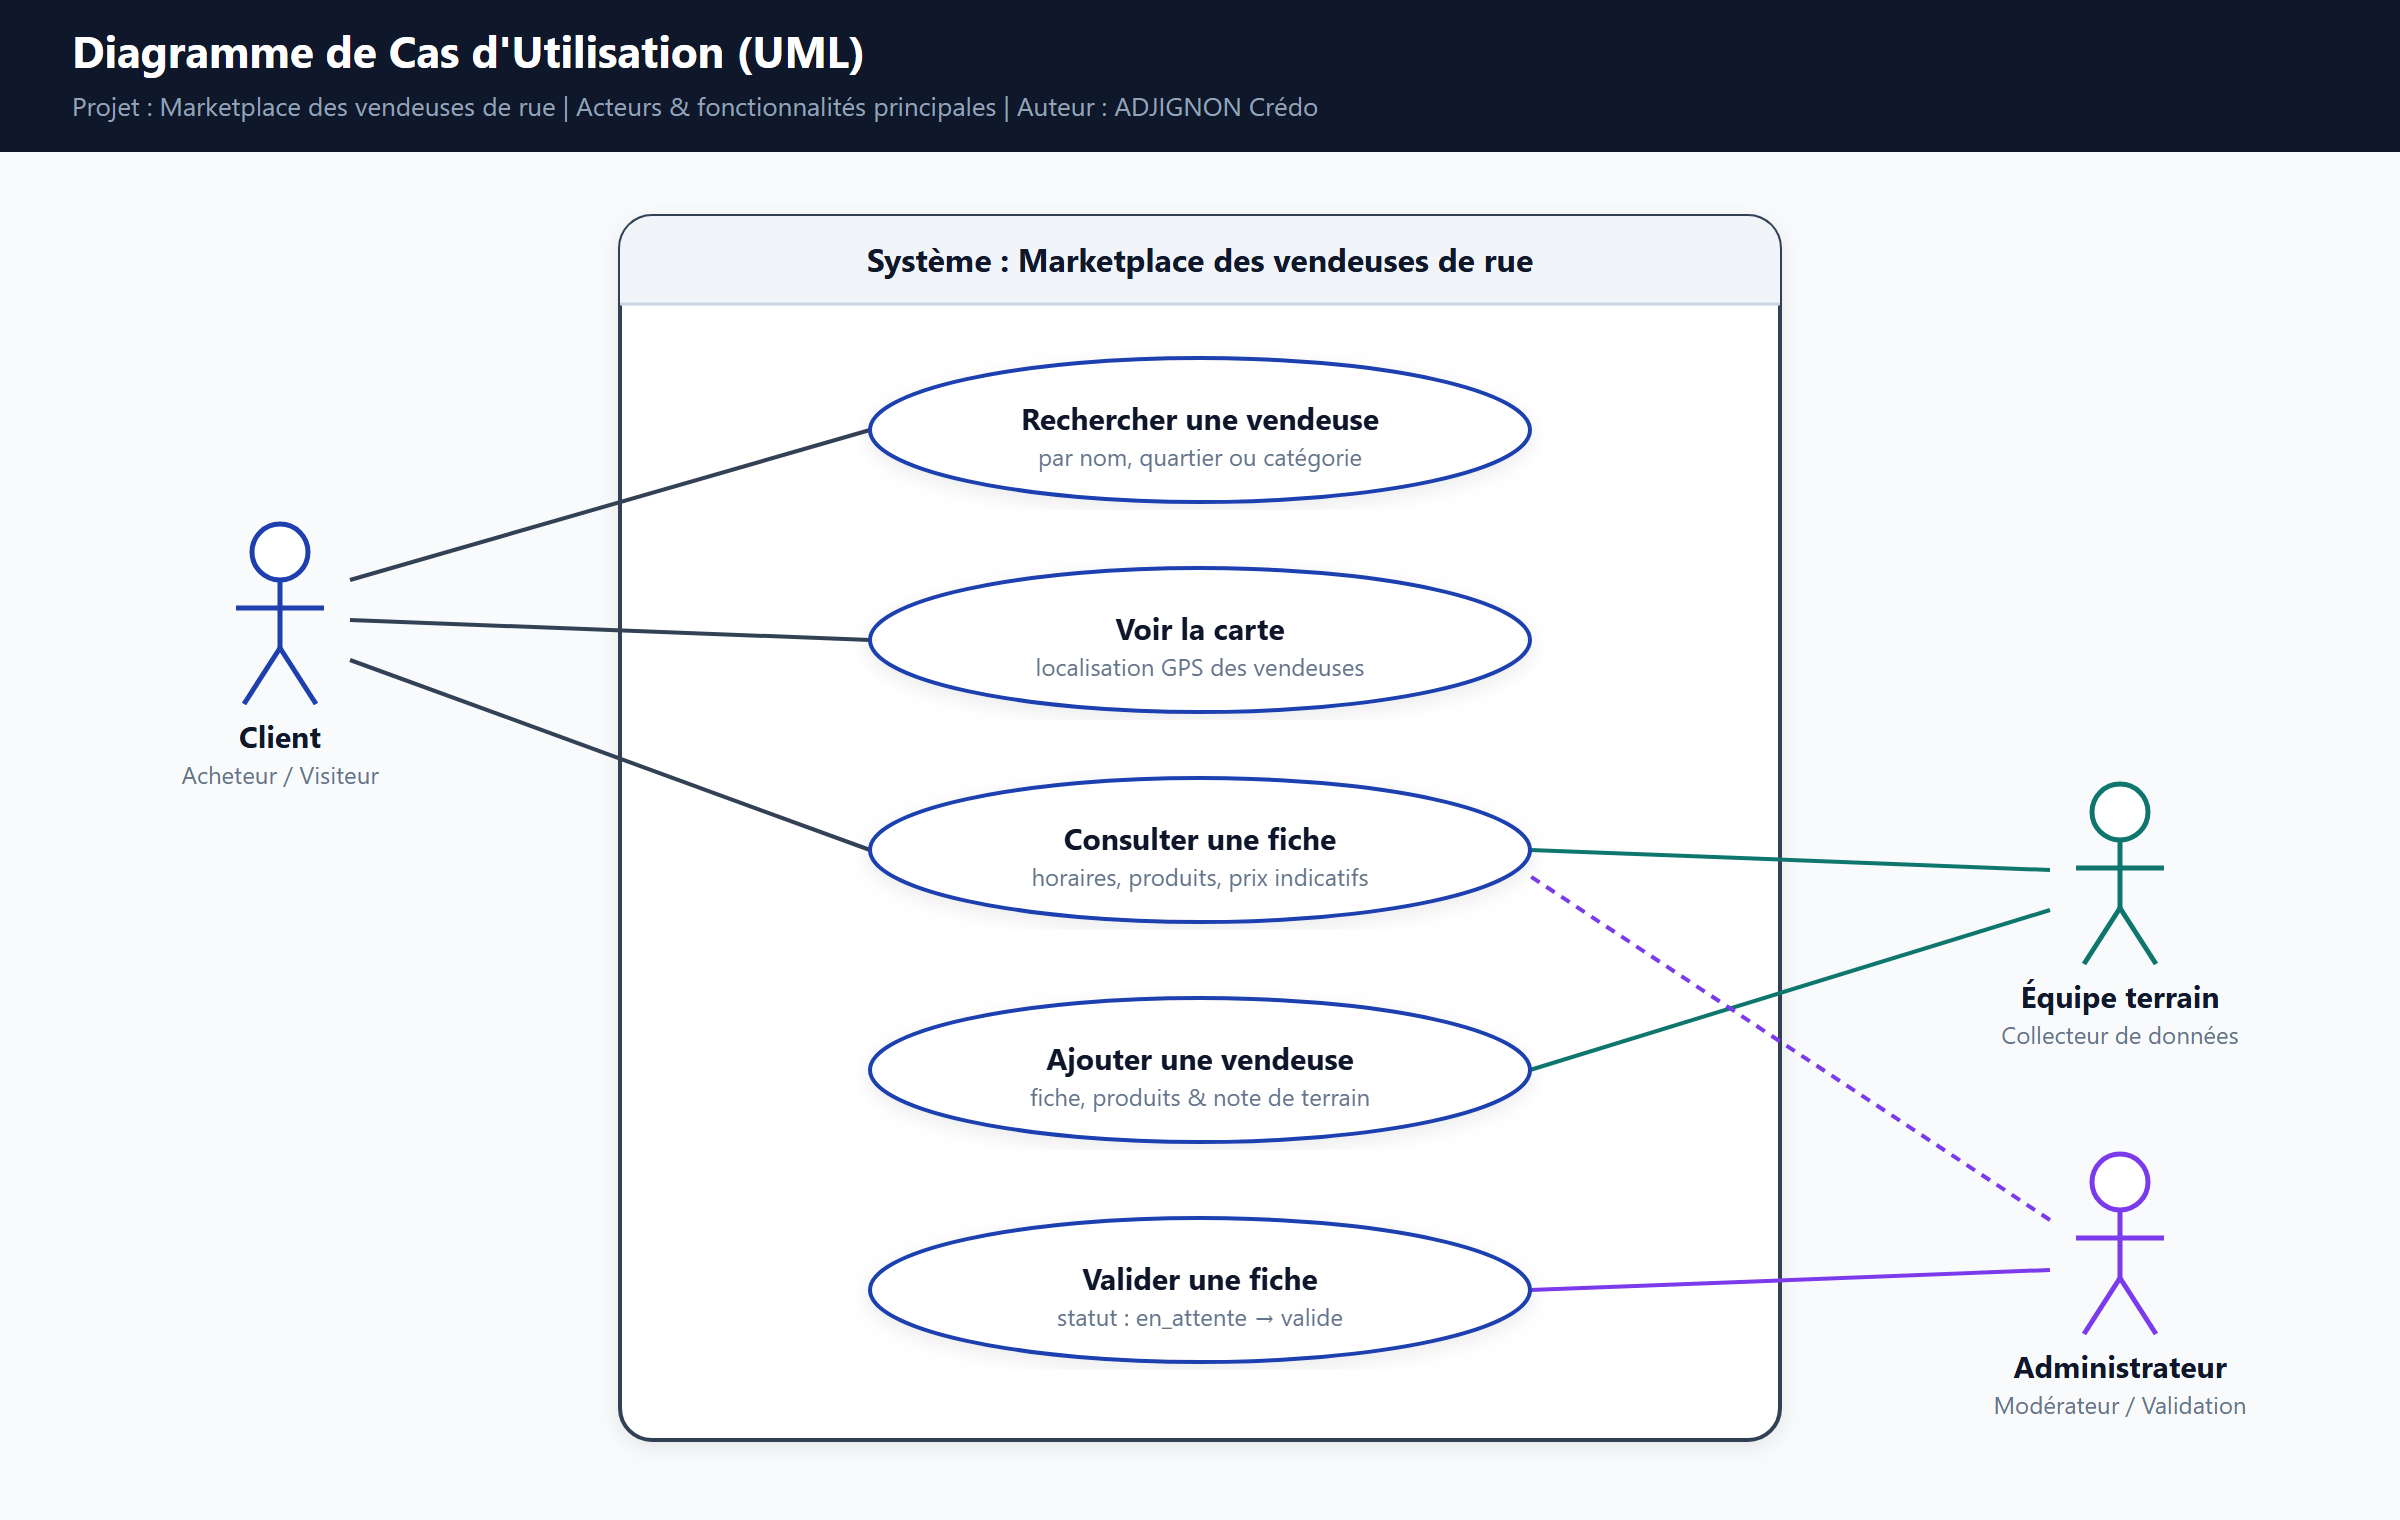 Diagramme de Cas d'Utilisation (UML)
Projet : Marketplace des vendeuses de rue | Acteurs & fonctionnalités principales | Auteur : ADJIGNON Crédo
Système : Marketplace des vendeuses de rue
Rechercher une vendeuse
par nom, quartier ou catégorie
Voir la carte
localisation GPS des vendeuses
Client
Acheteur / Visiteur
Consulter une fiche
horaires, produits, prix indicatifs
Équipe terrain
Collecteur de données
Ajouter une vendeuse
fiche, produits & note de terrain
Valider une fiche
statut : en_attente → valide
Administrateur
Modérateur / Validation